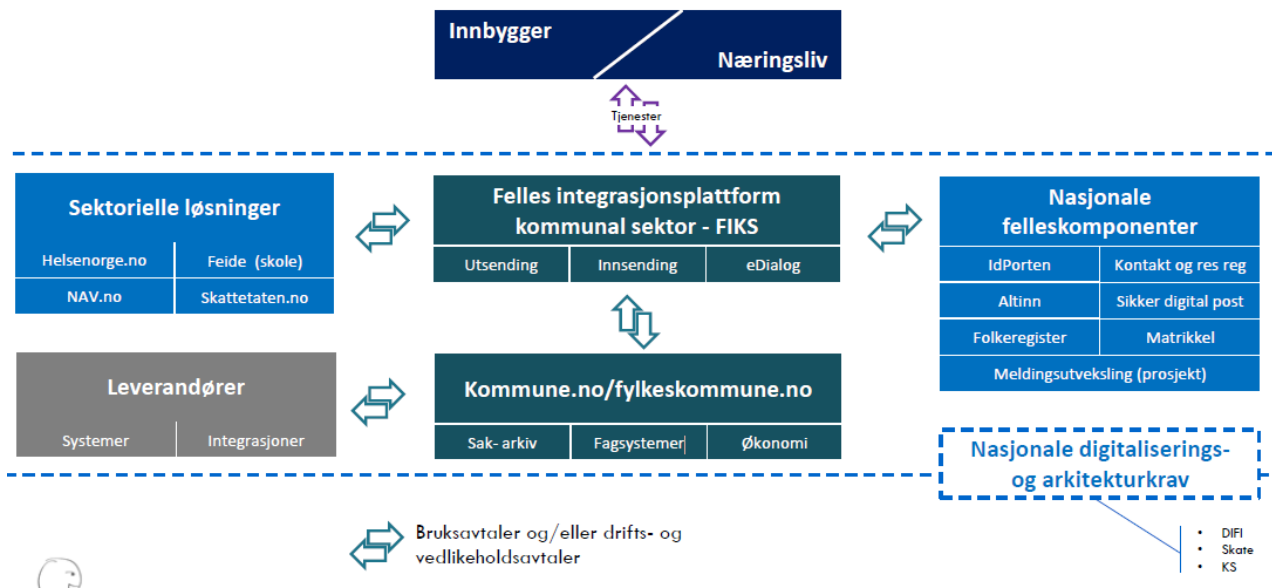 Innbygger
Næringsliv
Tjenester
Sektorielle løsninger
Helsenorge.no
Feide (skole)
NAV.no
Skattetaten.no
Felles integrasjonsplattform
kommunal sektor - FIKS
Utsending
Innsending
eDialog
Nasjonale
felleskomponenter
IdPorten
Kontakt og res reg
Altinn
Sikker digital post
Folkeregister
Matrikkel
Meldingsutveksling (prosjekt)
Leverandører
Systemer
Integrasjoner
Kommune.no/fylkeskommune.no
Sak- arkiv
Fagsystemer
Økonomi
Nasjonale digitaliserings-
og arkitekturkrav
Bruksavtaler og/eller drifts- og
vedlikeholdsavtaler
• DIFI
• Skate
• KS